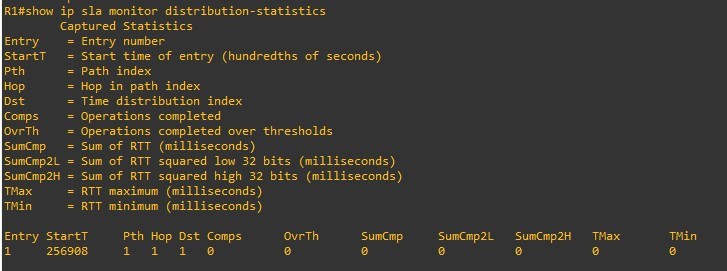 R1#show ip sla monitor distribution-statistics
        Captured Statistics
Entry    = Entry number
StartT   = Start time of entry (hundredths of seconds)
Pth      = Path index
Hop      = Hop in path index
Dst      = Time distribution index
Comps    = Operations completed
OvrTh    = Operations completed over thresholds
SumCmp   = Sum of RTT (milliseconds)
SumCmp2L = Sum of RTT squared low 32 bits (milliseconds)
SumCmp2H = Sum of RTT squared high 32 bits (milliseconds)
TMax     = RTT maximum (milliseconds)
TMin     = RTT minimum (milliseconds)
Entry StartT     Pth Hop Dst Comps      OvrTh      SumCmp     SumCmp2L   SumCmp2H   TMax       TMin
1     256908     1   1   1   0          0          0          0          0          0          0